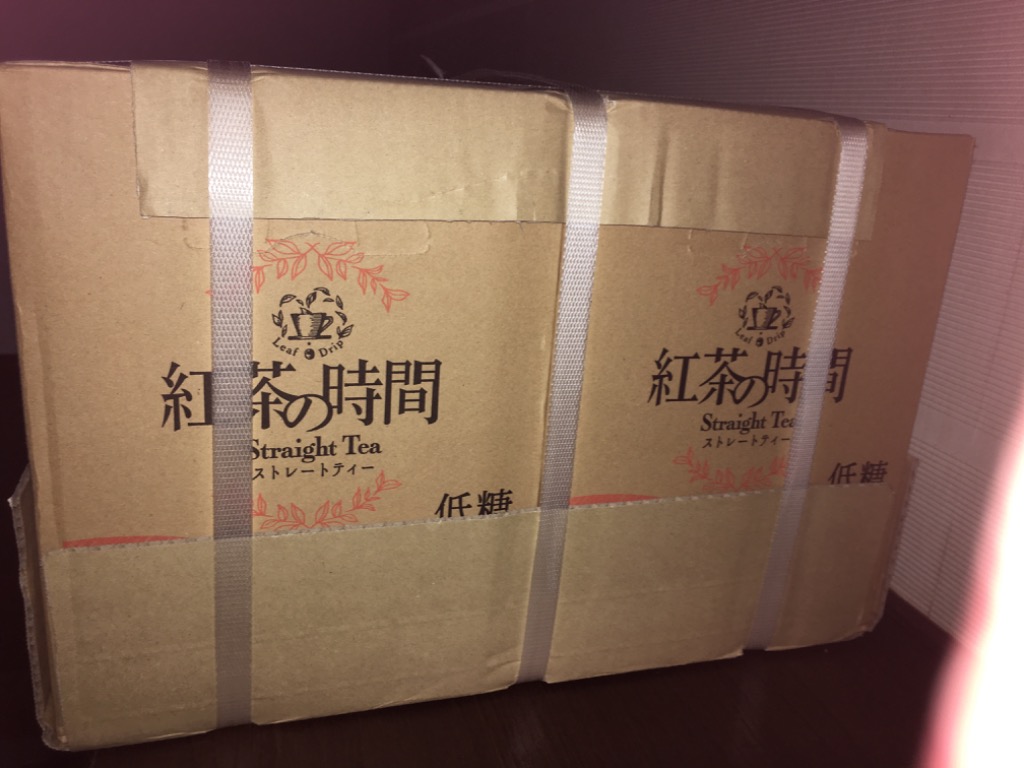 Leaf Drip
紅茶の時間
Straight Tea
ストレートティー
低糖
Leaf Drip
紅茶の時間
Straight Tea
ストレートティー
低糖